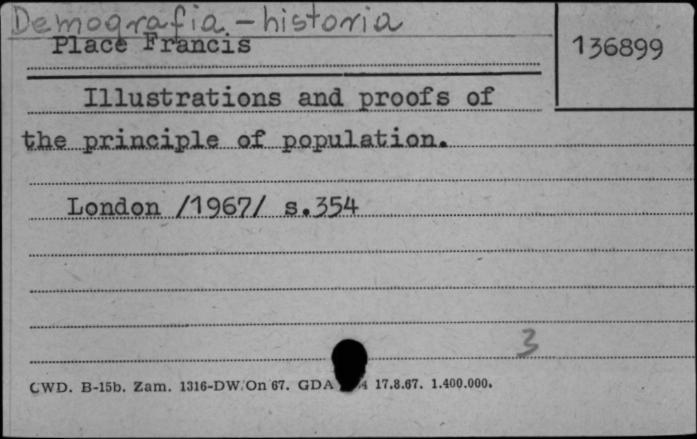 Demografia - historia
Place Francis
136899
Illustrations and proofs of
the principle of population.
London /1967/ s.354
3
CWD. B-15b. Zam. 1316-DW/On 67. GDA 4 17.8.67. 1.400.000.